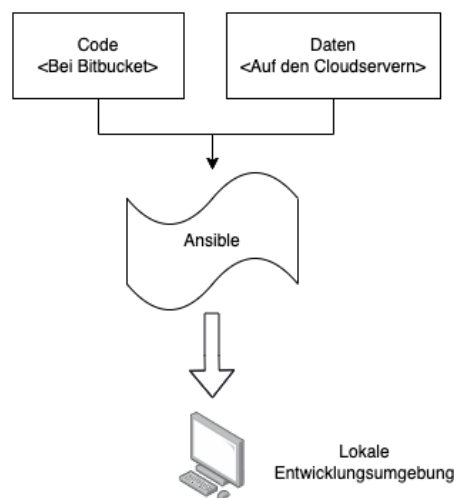 Code
<Bei Bitbucket>
Daten
<Auf den Cloudservern>
Ansible
Lokale
Entwicklungsumgebung